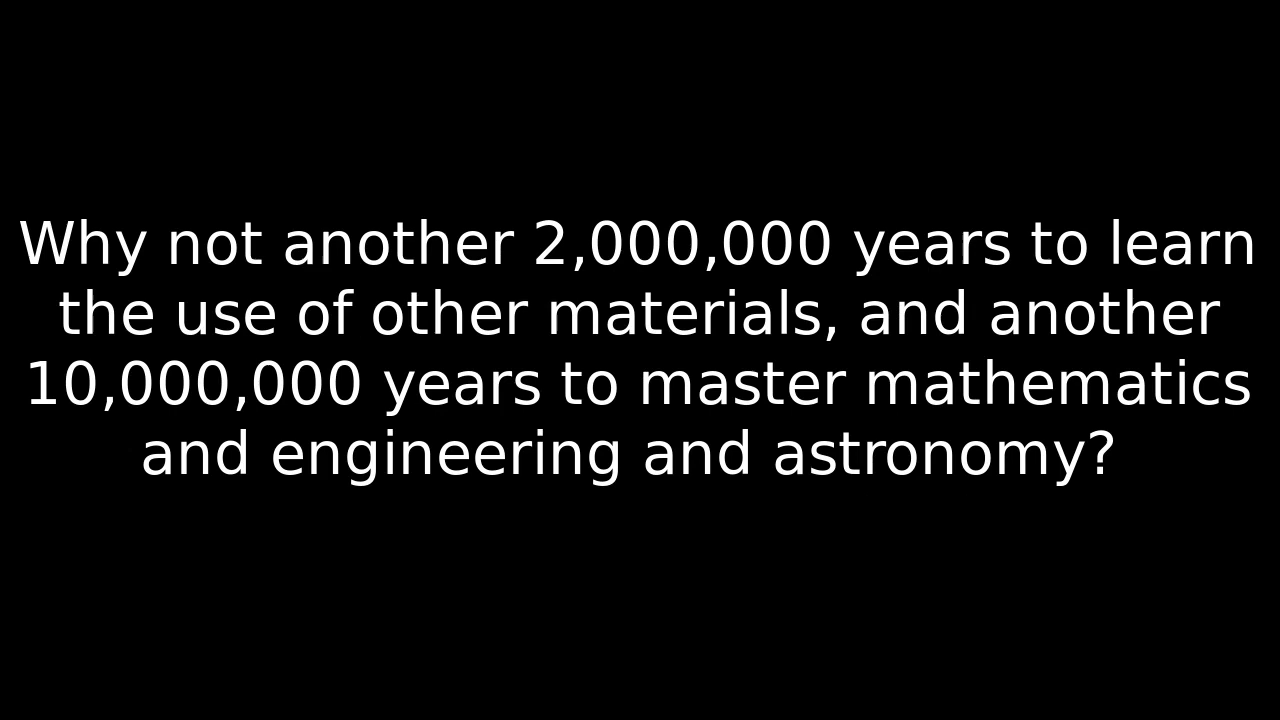 Why not another 2,000,000 years to learn
the use of other materials, and another
10,000,000 years to master mathematics
and engineering and astronomy?